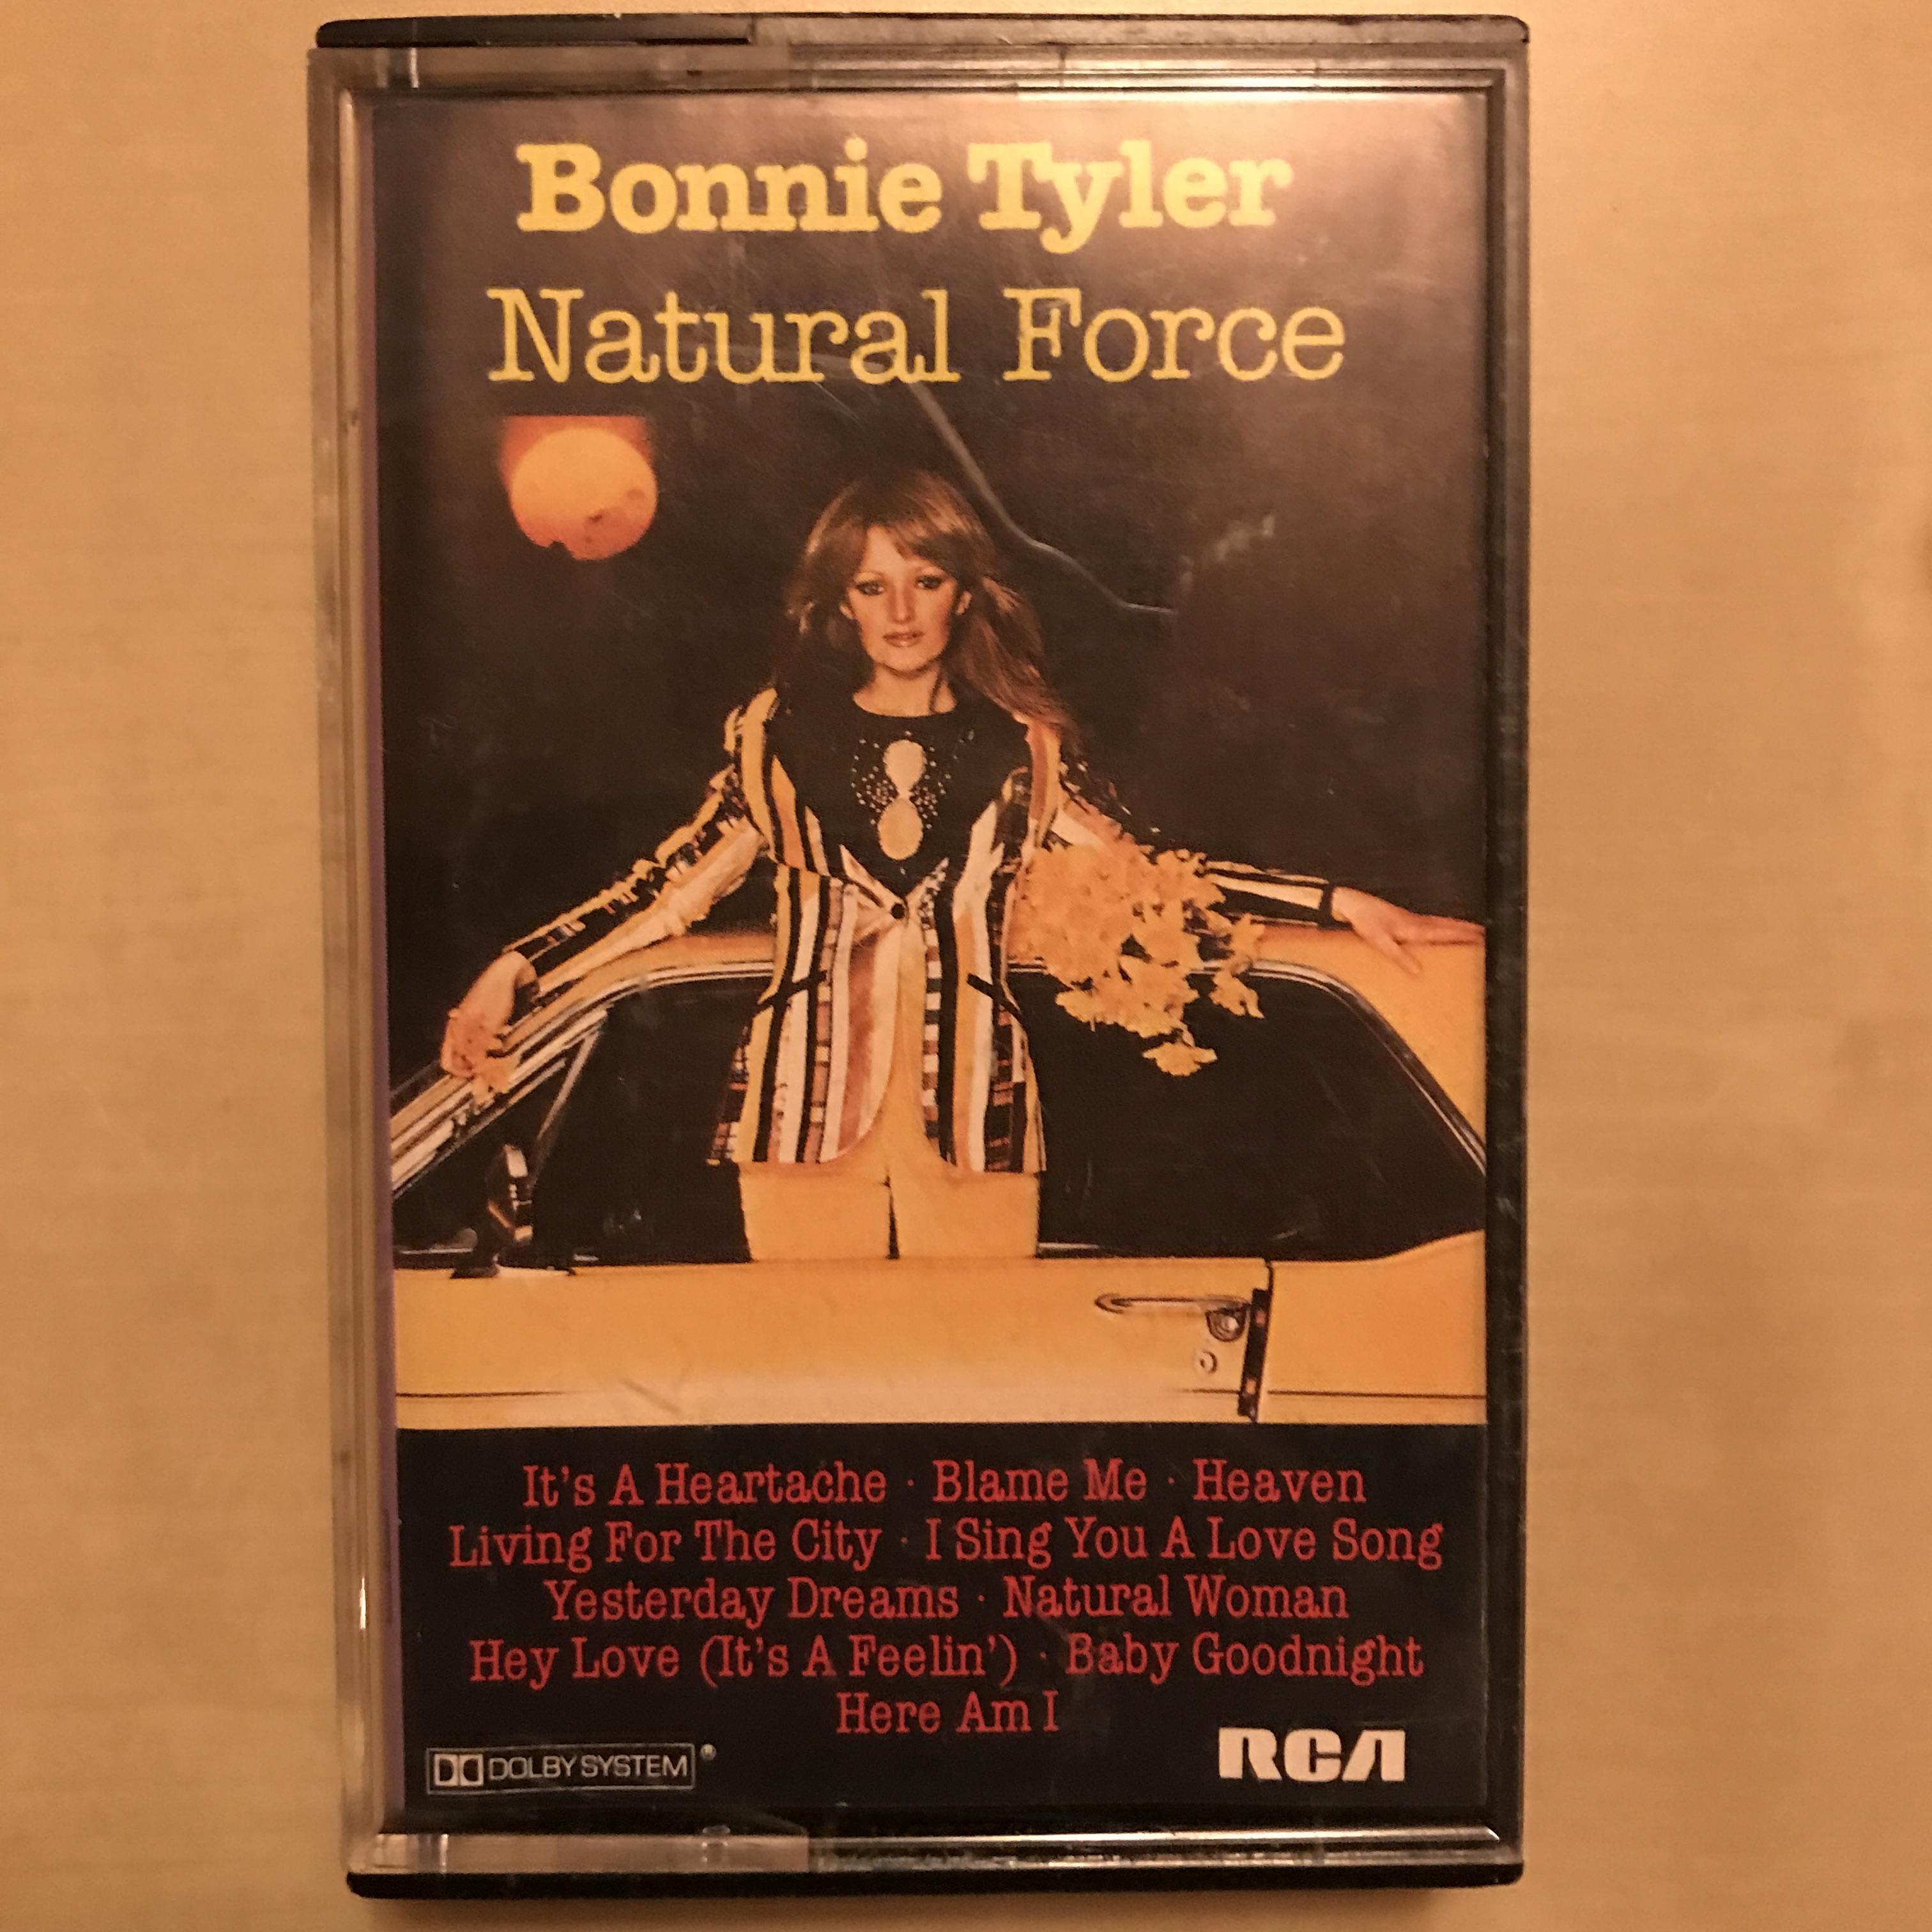 Bonnie Tyler
Natural Force
It's A Heartache · Blame Me · Heaven
Living For The City · I Sing You A Love Song
Yesterday Dreams · Natural Woman
Hey Love (It's A Feelin') · Baby Goodnight
Here Am I
DOLBY SYSTEM®
RCA